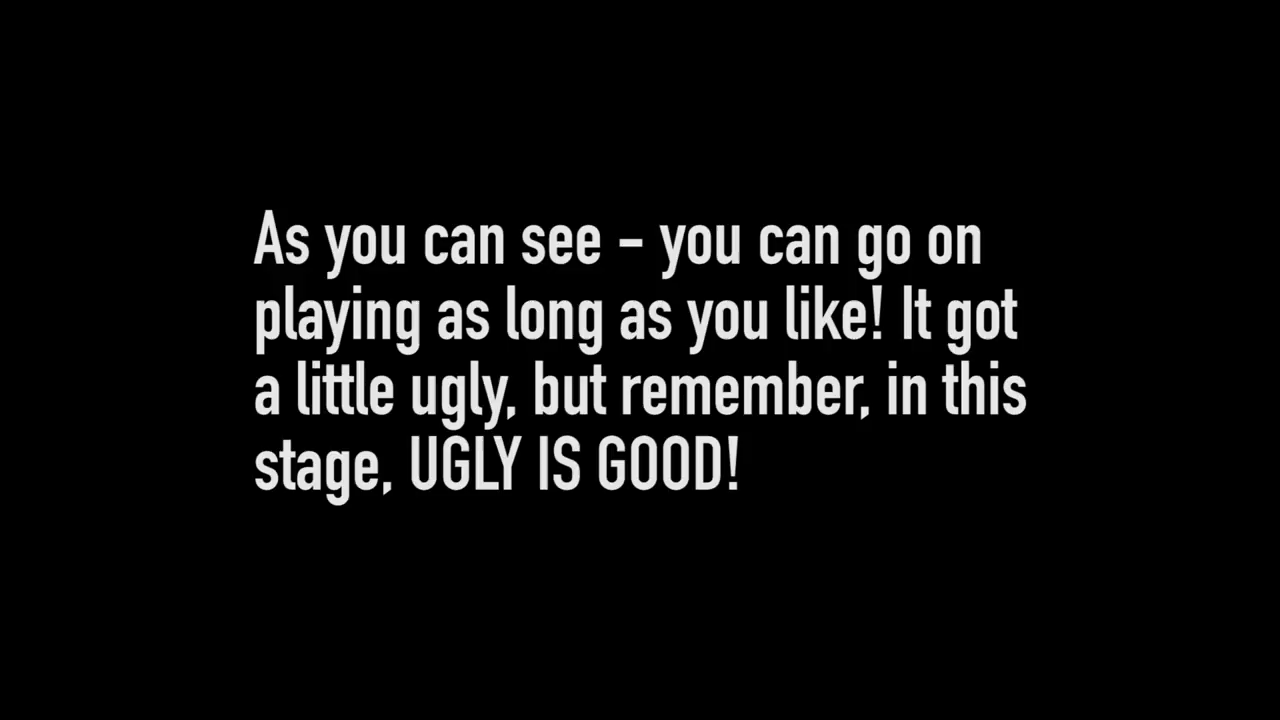 As you can see – you can go on
playing as long as you like! It got
a little ugly, but remember, in this
stage, UGLY IS GOOD!